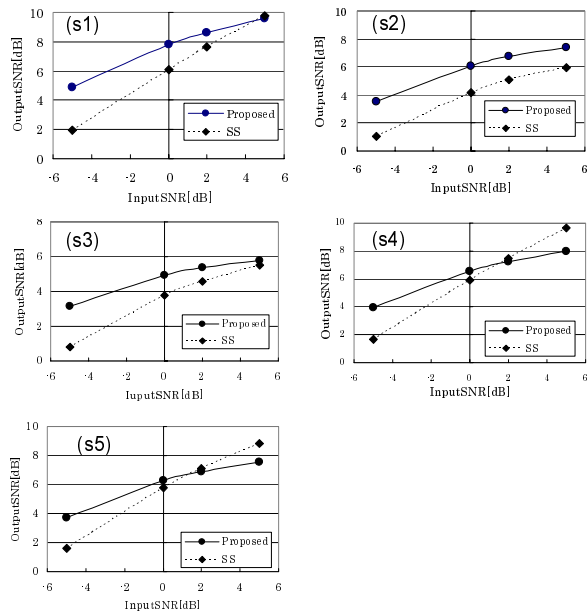 (s1)
OutputSNR[dB]
10
8
6
4
2
0
-6 -4 -2 0 2 4 6
InputSNR[dB]
Proposed
SS
(s2)
OutputSNR[dB]
10
8
6
4
2
0
-6 -4 -2 0 2 4 6
InputSNR[dB]
Proposed
SS
(s3)
OutputSNR[dB]
8
6
4
2
0
-6 -4 -2 0 2 4 6
IuputSNR[dB]
Proposed
SS
(s4)
OutputSNR[dB]
10
8
6
4
2
0
-6 -4 -2 0 2 4 6
InputSNR[dB]
Proposed
SS
(s5)
OutputSNR[dB]
10
8
6
4
2
0
-6 -4 -2 0 2 4 6
InputSNR[dB]
Proposed
SS